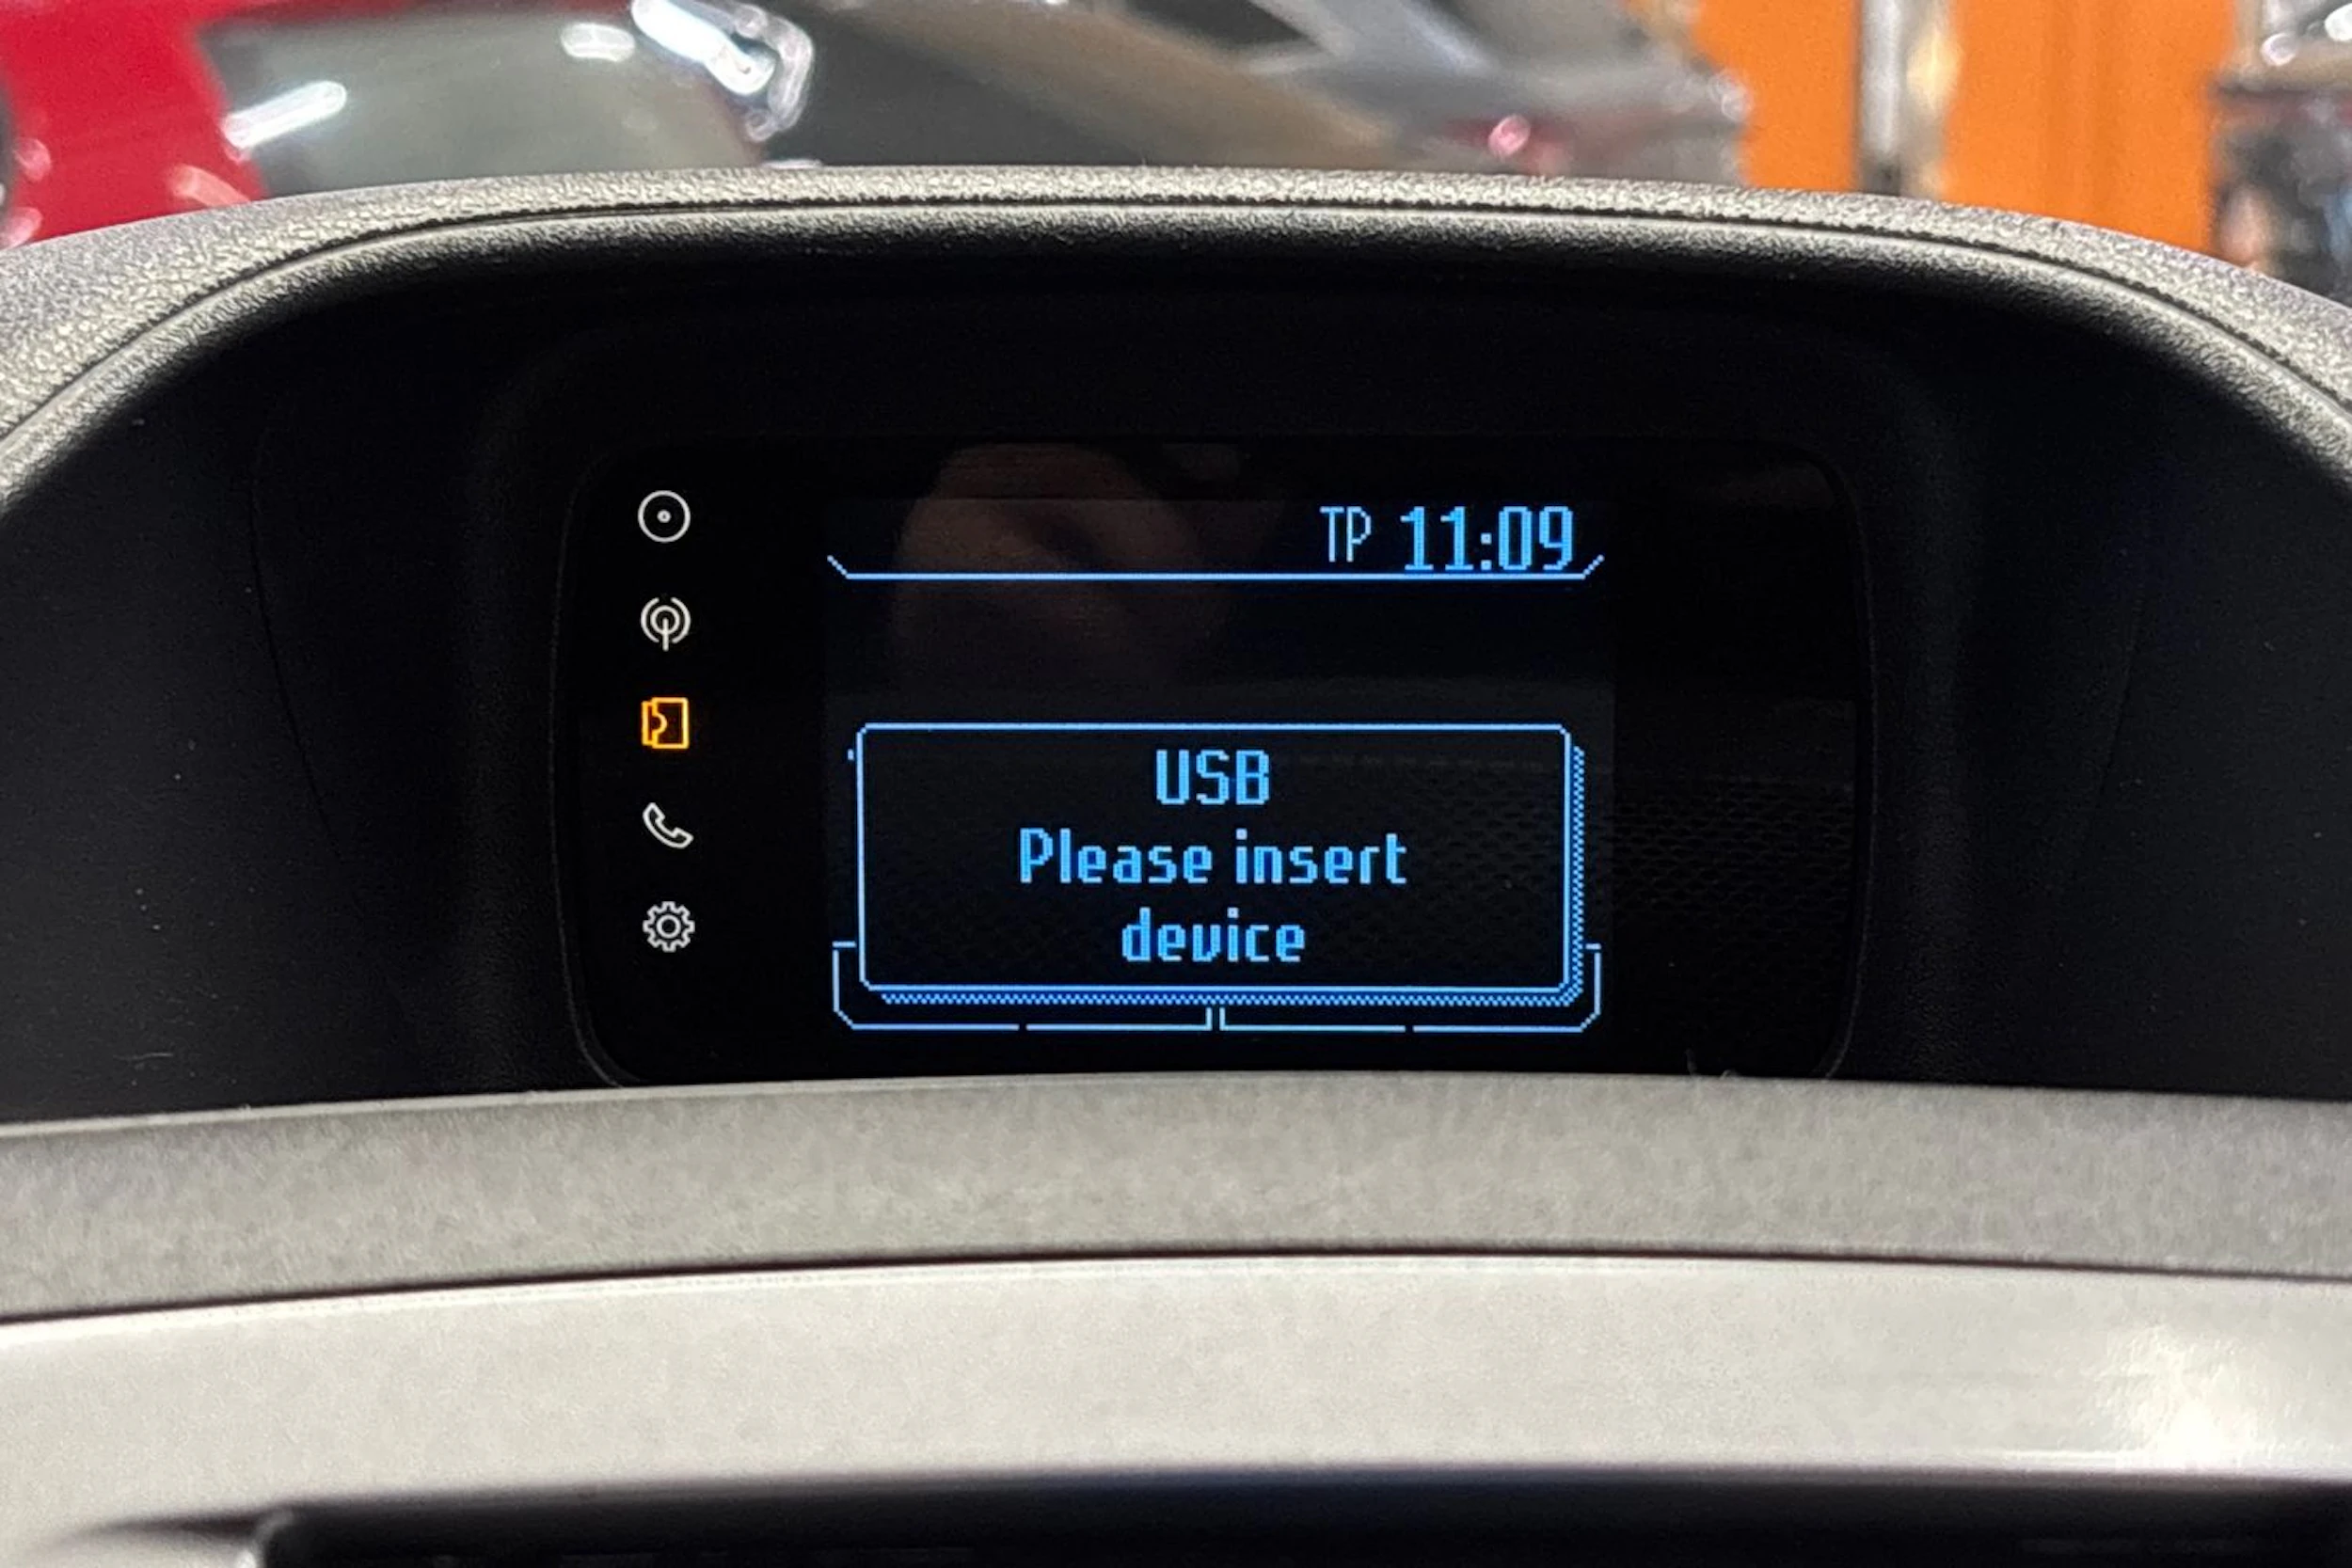 TP 11:09
USB
Please insert
device